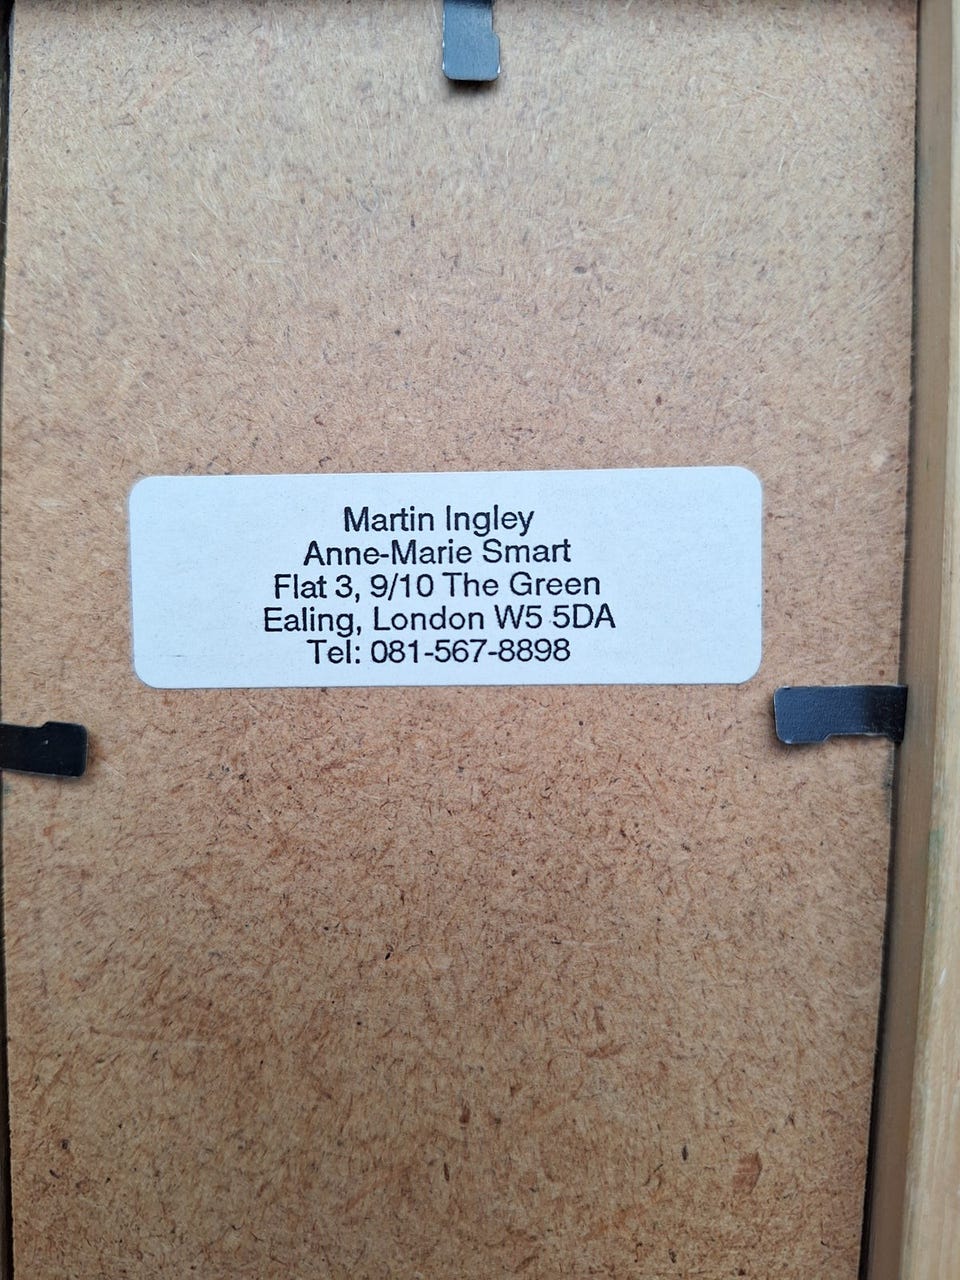 Martin Ingley
Anne-Marie Smart
Flat 3, 9/10 The Green
Ealing, London W5 5DA
Tel: 081-567-8898